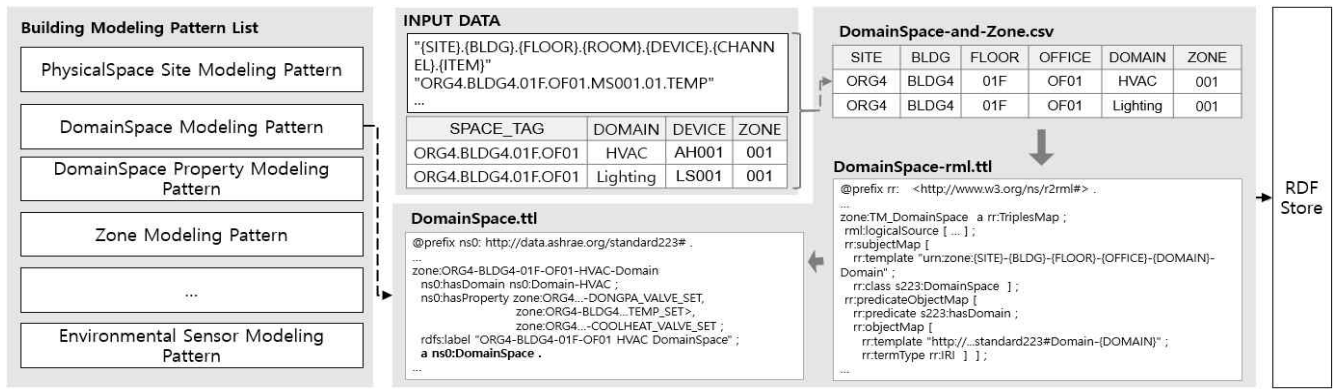 Building Modeling Pattern List
PhysicalSpace Site Modeling Pattern
DomainSpace Modeling Pattern
DomainSpace Property Modeling
Pattern
Zone Modeling Pattern
...
Environmental Sensor Modeling
Pattern
INPUT DATA
"{SITE}.{BLDG}.{FLOOR}.{ROOM}.{DEVICE}.{CHANN
EL}.{ITEM}"
"ORG4.BLDG4.01F.OF01.MS001.01.TEMP"
...
SPACE_TAG DOMAIN DEVICE ZONE
ORG4.BLDG4.01F.OF01 HVAC AH001 001
ORG4.BLDG4.01F.OF01 Lighting LS001 001
DomainSpace-and-Zone.csv
SITE BLDG FLOOR OFFICE DOMAIN ZONE
ORG4 BLDG4 01F OF01 HVAC 001
ORG4 BLDG4 01F OF01 Lighting 001
DomainSpace-rml.ttl
@prefix rr: <http://www.w3.org/ns/r2rml#> .
...
zone:TM_DomainSpace a rr:TriplesMap ;
rml:logicalSource [ ... ] ;
rr:subjectMap [
rr:template "urn:zone:{SITE}-{BLDG}-{FLOOR}-{OFFICE}-{DOMAIN}-
Domain" ;
rr:class s223:DomainSpace ] ;
rr:predicateObjectMap [
rr:predicate s223:hasDomain ;
rr:objectMap [
rr:template "http://...standard223#Domain-{DOMAIN}" ;
rr:termType rr:IRI ] ] ;
...
DomainSpace.ttl
@prefix ns0: http://data.ashrae.org/standard223# .
...
zone:ORG4-BLDG4-01F-OF01-HVAC-Domain
ns0:hasDomain ns0:Domain-HVAC ;
ns0:hasProperty zone:ORG4...-DONGPA_VALVE_SET,
zone:ORG4-BLDG4...TEMP_SET>,
zone:ORG4...-COOLHEAT_VALVE_SET ;
rdfs:label "ORG4-BLDG4-01F-OF01 HVAC DomainSpace" ;
a ns0:DomainSpace .
...
RDF
Store